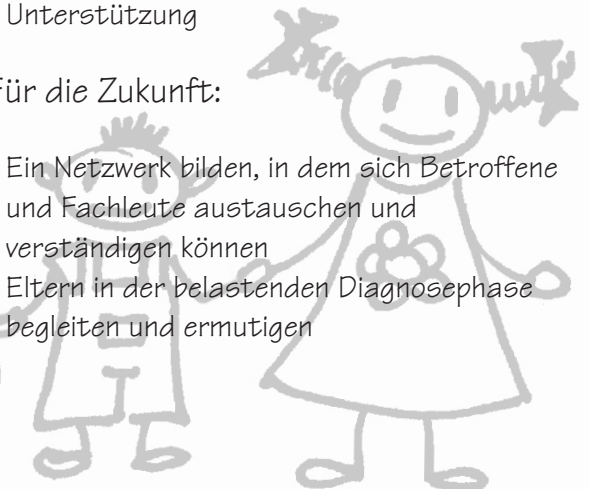 Unterstützung
Für die Zukunft:
Ein Netzwerk bilden, in dem sich Betroffene
und Fachleute austauschen und
verständigen können
Eltern in der belastenden Diagnosephase
begleiten und ermutigen